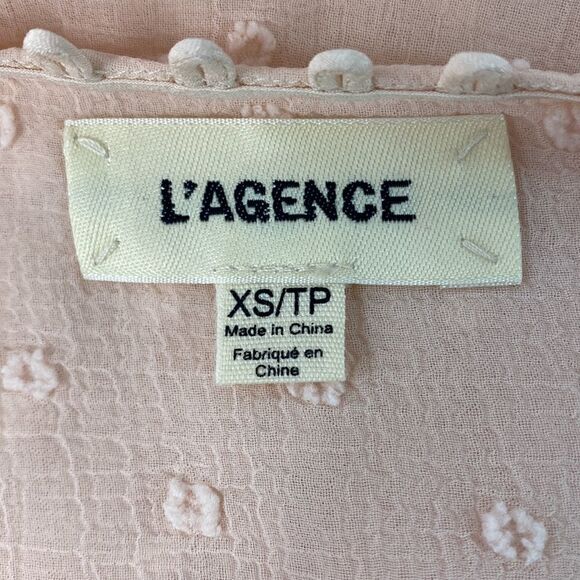 L'AGENCE
XS/TP
Made in China
Fabriqué en
Chine